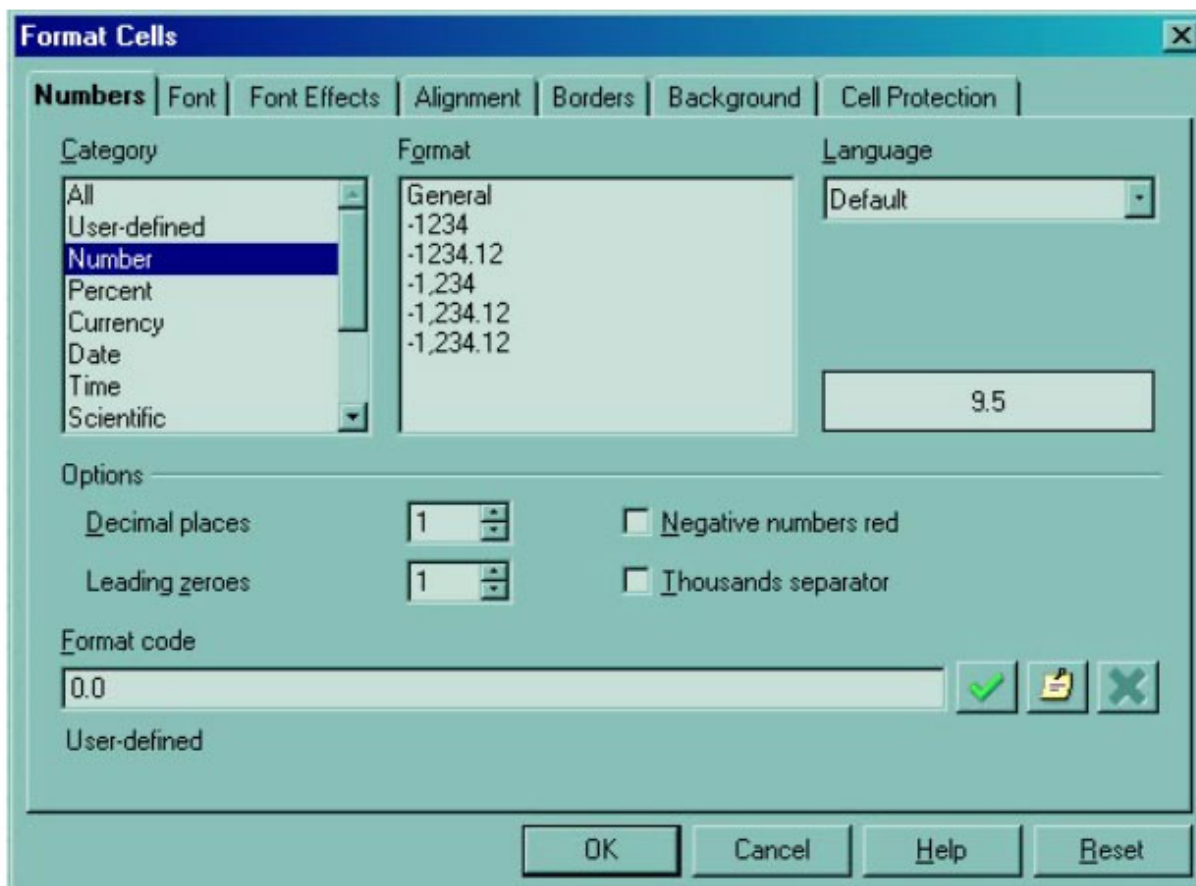 Format Cells
Numbers Font Font Effects Alignment Borders Background Cell Protection
Category
All
User-defined
Number
Percent
Currency
Date
Time
Scientific
Format
General
-1234
-1234.12
-1,234
-1,234.12
-1,234.12
Language
Default
9.5
Options
Decimal places 1
Negative numbers red
Leading zeroes 1
Thousands separator
Format code
0.0
User-defined
OK Cancel Help Reset